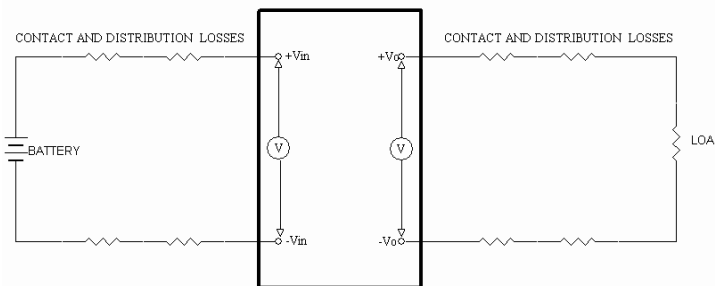 CONTACT AND DISTRIBUTION LOSSES
CONTACT AND DISTRIBUTION LOSSES
+Vin
+Vo
V
V
BATTERY
LOA
-Vin
-Vo